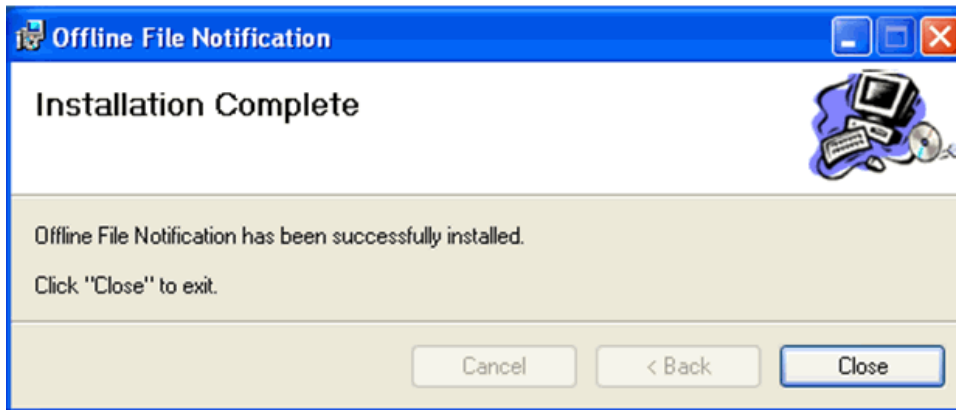 Offline File Notification
Installation Complete
Offline File Notification has been successfully installed.
Click "Close" to exit.
Cancel
< Back
Close